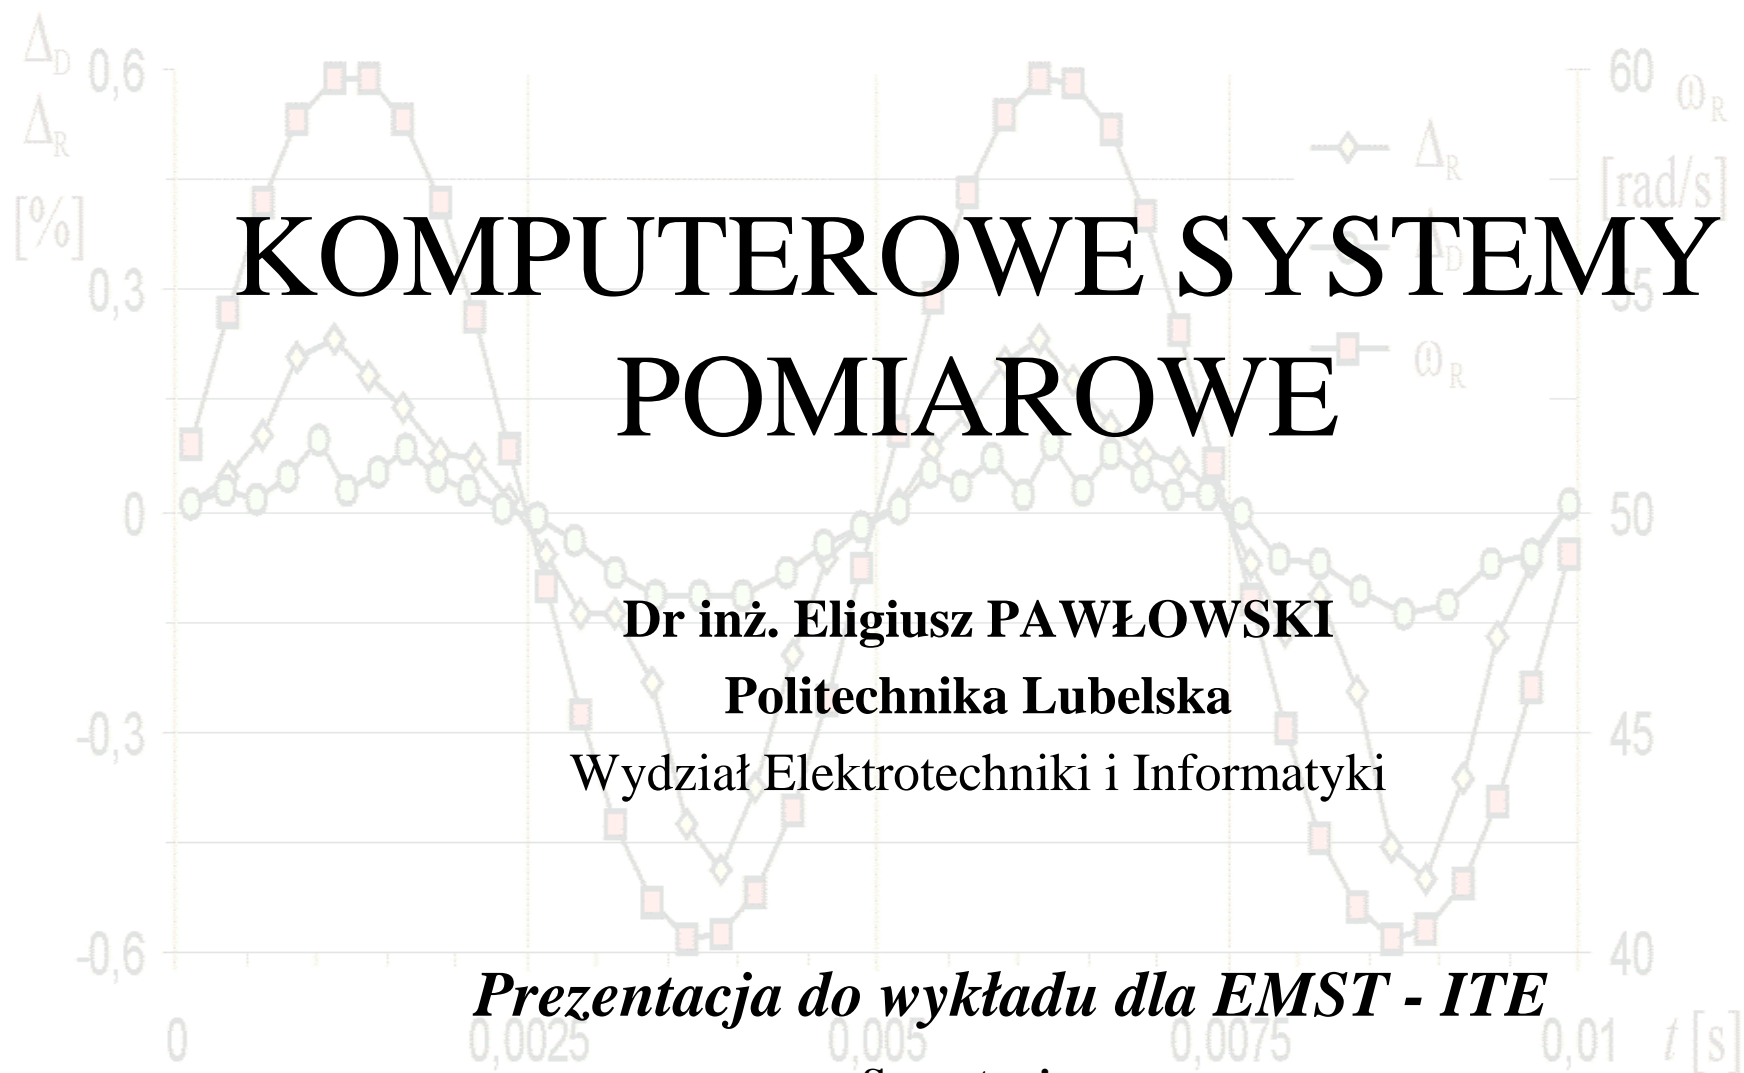 Δ_D
Δ_R
[%]
0,6
0,3
0
-0,3
-0,6
60
ω_R
[rad/s]
55
50
45
40
Δ_R
Δ_D
ω_R
KOMPUTEROWE SYSTEMY
POMIAROWE
Dr inż. Eligiusz PAWŁOWSKI
Politechnika Lubelska
Wydział Elektrotechniki i Informatyki
Prezentacja do wykładu dla EMST - ITE
0 0,0025 0,005 0,0075 0,01 t [s]